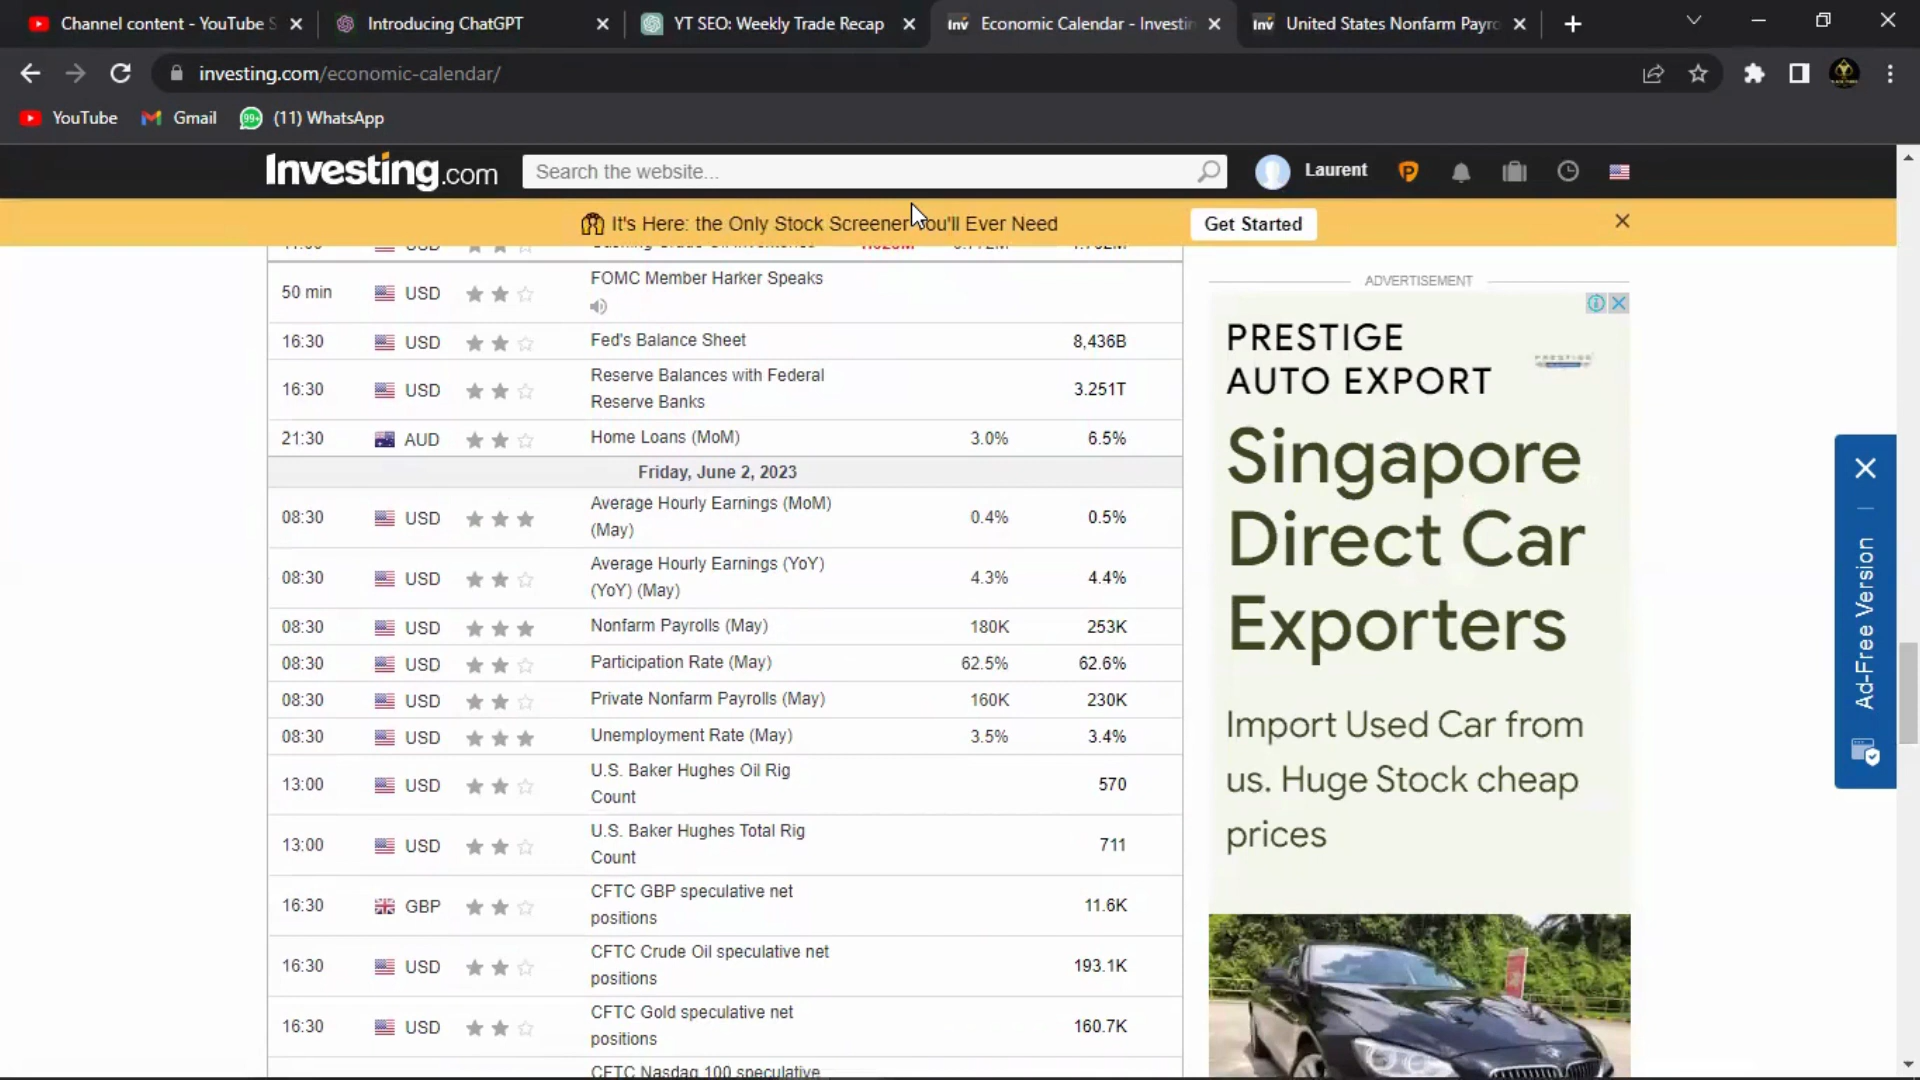 Channel content - YouTube S
Introducing ChatGPT
YT SEO: Weekly Trade Recap
Economic Calendar - Investin
United States Nonfarm Payro
investing.com/economic-calendar/
YouTube
Gmail
99+
(11) WhatsApp
Investing.com
Search the website...
Laurent
It's Here: the Only Stock Screener You'll Ever Need
Get Started
50 min USD FOMC Member Harker Speaks
16:30 USD Fed's Balance Sheet 8,436B
16:30 USD Reserve Balances with Federal
Reserve Banks 3.251T
21:30 AUD Home Loans (MoM) 3.0% 6.5%
Friday, June 2, 2023
08:30 USD Average Hourly Earnings (MoM)
(May) 0.4% 0.5%
08:30 USD Average Hourly Earnings (YoY)
(YoY) (May) 4.3% 4.4%
08:30 USD Nonfarm Payrolls (May) 180K 253K
08:30 USD Participation Rate (May) 62.5% 62.6%
08:30 USD Private Nonfarm Payrolls (May) 160K 230K
08:30 USD Unemployment Rate (May) 3.5% 3.4%
13:00 USD U.S. Baker Hughes Oil Rig
Count 570
13:00 USD U.S. Baker Hughes Total Rig
Count 711
16:30 GBP CFTC GBP speculative net
positions 11.6K
16:30 USD CFTC Crude Oil speculative net
positions 193.1K
16:30 USD CFTC Gold speculative net
positions 160.7K
CFTC Nasdaq 100 speculative
ADVERTISEMENT
PRESTIGE
AUTO EXPORT
PRESTIGE
Singapore
Direct Car
Exporters
Import Used Car from
us. Huge Stock cheap
prices
Ad-Free Version